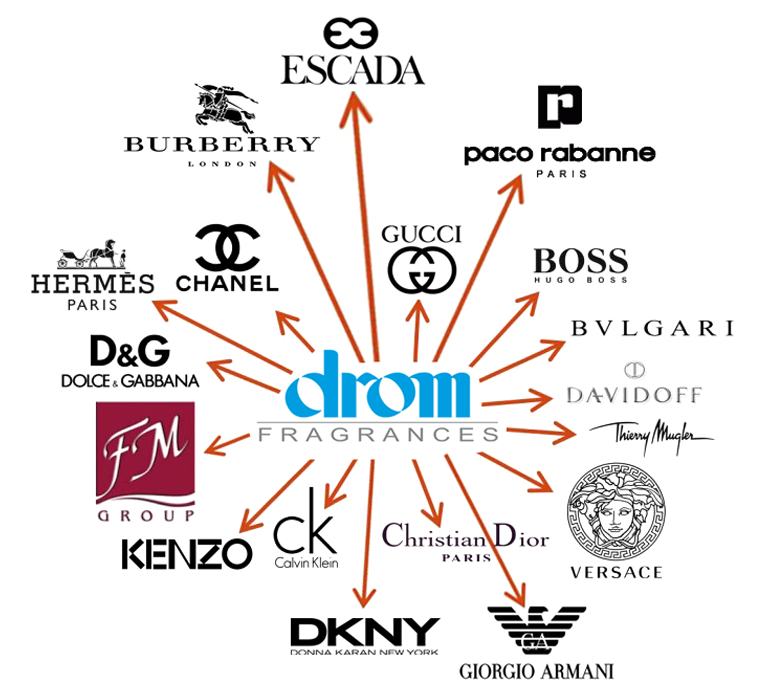 ESCADA
BURBERRY
LONDON
r
paco rabanne
PARIS
HERMÈS
PARIS
CHANEL
GUCCI
BOSS
HUGO BOSS
BVLGARI
D&G
DOLCE & GABBANA
DAVIDOFF
drom
FRAGRANCES
Thierry Mugler
FM
GROUP
VERSACE
KENZO
ck
Calvin Klein
Christian Dior
PARIS
DKNY
DONNA KARAN NEW YORK
GA
GIORGIO ARMANI